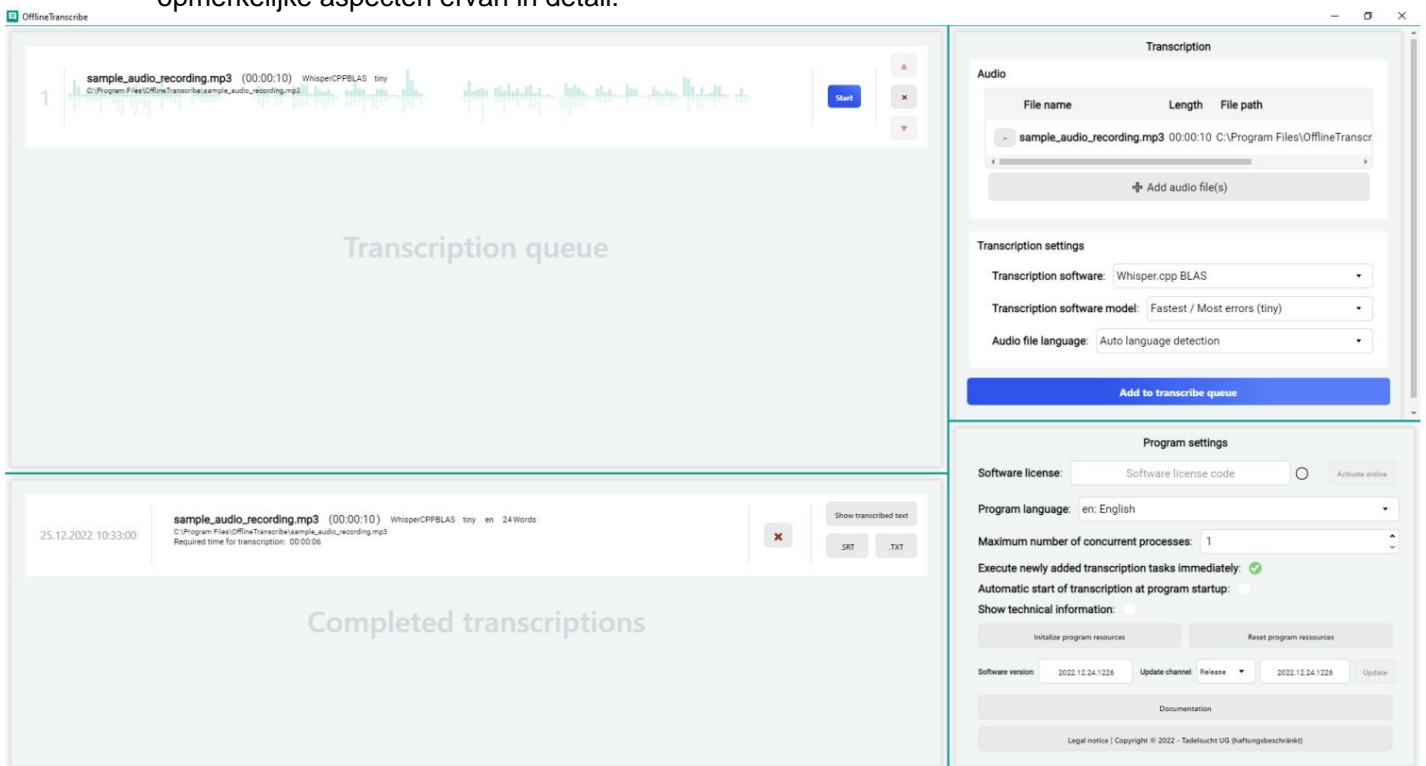 opmerkelijke aspecten ervan in detail.
OfflineTranscribe
1
sample_audio_recording.mp3 (00:00:10) WhisperCPPBLAS tiny
C:\Program Files\OfflineTranscribe\sample_audio_recording.mp3
Start
Transcription queue
25.12.2022 10:33:00
sample_audio_recording.mp3 (00:00:10) WhisperCPPBLAS tiny en 24 Words
C:\Program Files\OfflineTranscribe\sample_audio_recording.mp3
Required time for transcription: 00:00:06
Show transcribed text
.SRT .TXT
Completed transcriptions
Transcription
Audio
File name Length File path
- sample_audio_recording.mp3 00:00:10 C:\Program Files\OfflineTranscr
Add audio file(s)
Transcription settings
Transcription software: Whisper.cpp BLAS
Transcription software model: Fastest / Most errors (tiny)
Audio file language: Auto language detection
Add to transcribe queue
Program settings
Software license: Software license code Activate online
Program language: en: English
Maximum number of concurrent processes: 1
Execute newly added transcription tasks immediately:
Automatic start of transcription at program startup:
Show technical information:
Initalize program resources Reset program ressources
Software version: 2022.12.24.1226 Update channel: Release 2022.12.24.1226 Update
Documentation
Legal notice | Copyright © 2022 - Tadelsucht UG (haftungsbeschränkt)